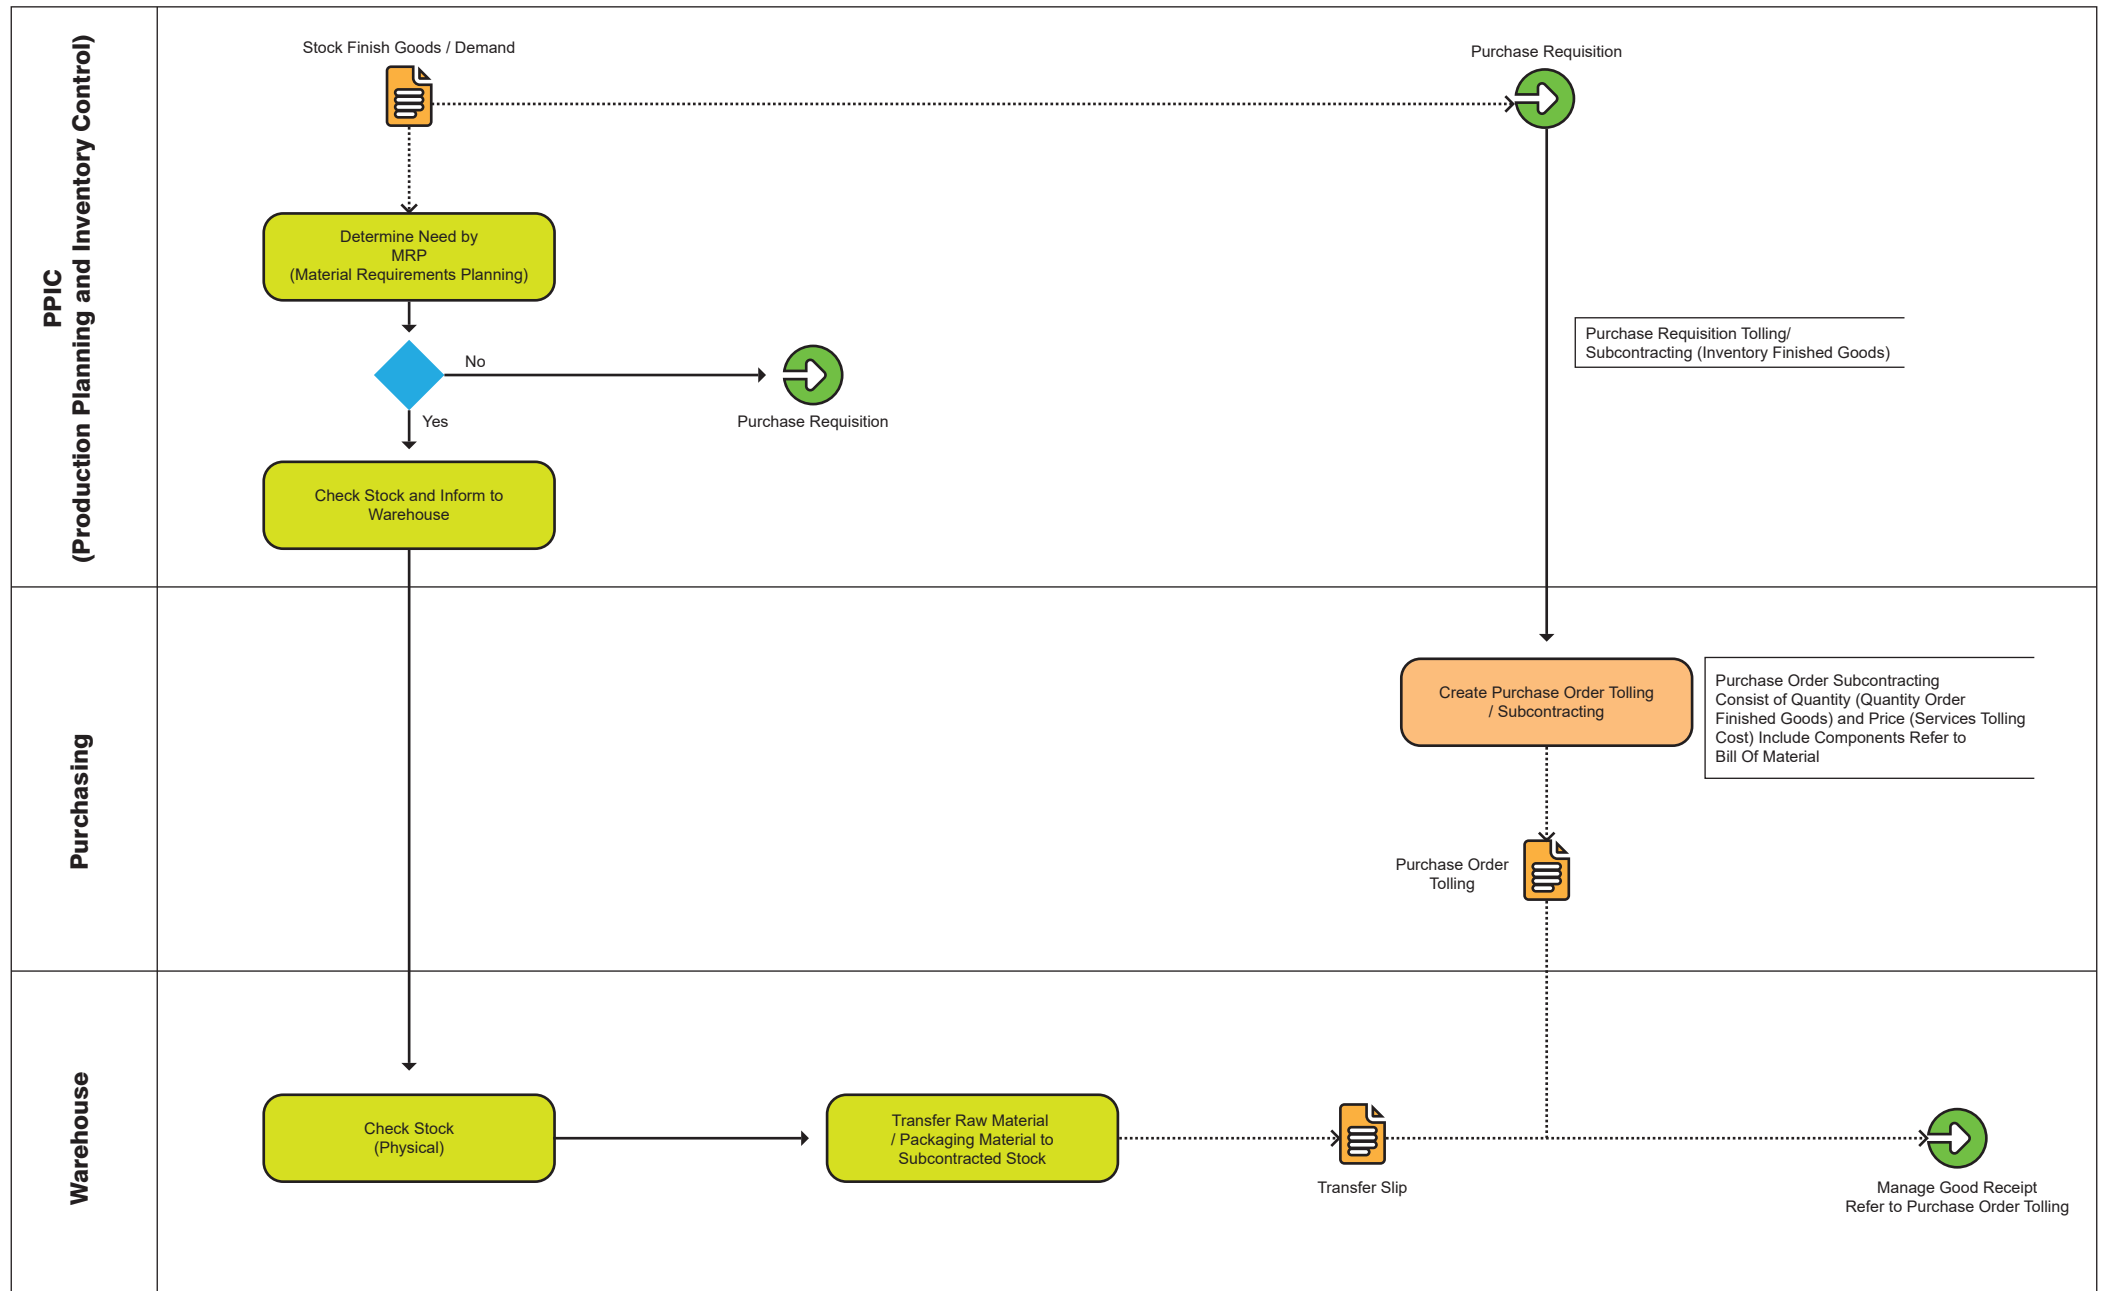 PPIC
(Production Planning and Inventory Control)
Stock Finish Goods / Demand
Purchase Requisition
Determine Need by
MRP
(Material Requirements Planning)
No
Purchase Requisition
Yes
Purchase Requisition Tolling/
Subcontracting (Inventory Finished Goods)
Check Stock and Inform to
Warehouse
Purchasing
Create Purchase Order Tolling
/ Subcontracting
Purchase Order Subcontracting
Consist of Quantity (Quantity Order
Finished Goods) and Price (Services Tolling
Cost) Include Components Refer to
Bill Of Material
Purchase Order
Tolling
Warehouse
Check Stock
(Physical)
Transfer Raw Material
/ Packaging Material to
Subcontracted Stock
Transfer Slip
Manage Good Receipt
Refer to Purchase Order Tolling